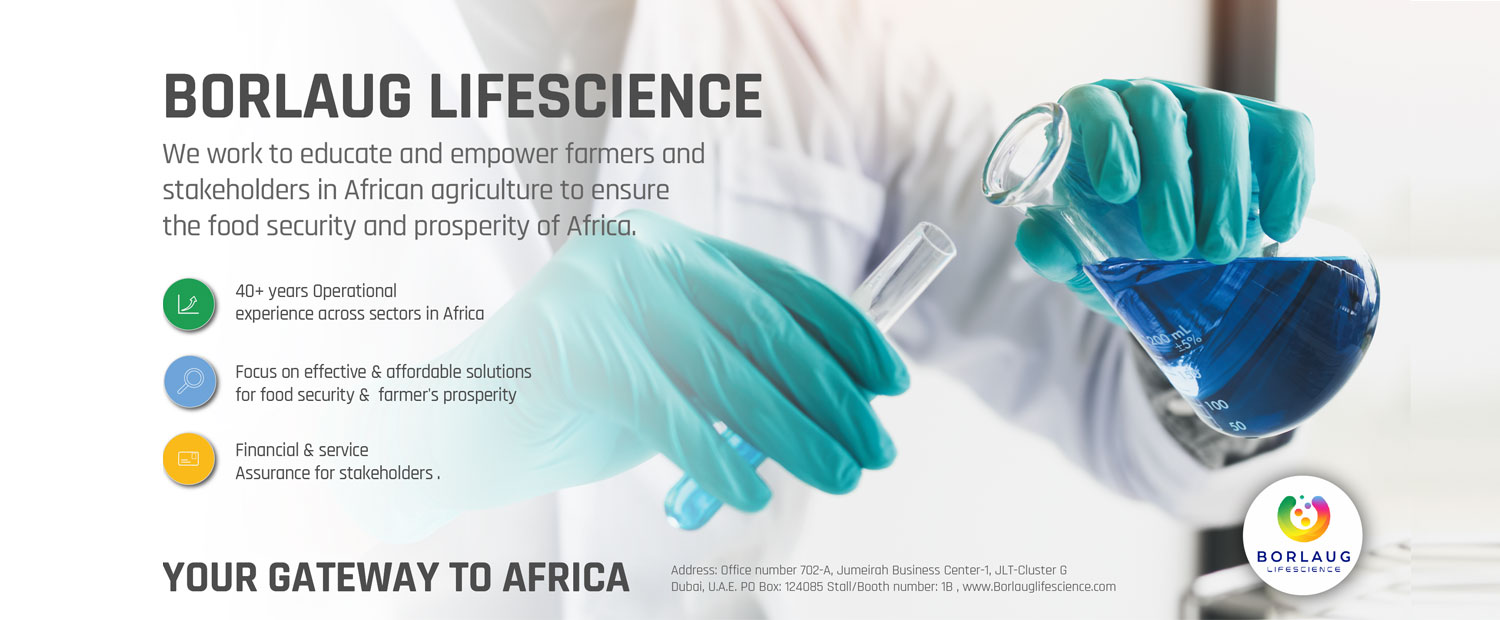 BORLAUG LIFESCIENCE
We work to educate and empower farmers and
stakeholders in African agriculture to ensure
the food security and prosperity of Africa.
40+ years Operational
experience across sectors in Africa
Focus on effective & affordable solutions
for food security &  farmer's prosperity
Financial & service
Assurance for stakeholders .
YOUR GATEWAY TO AFRICA
Address: Office number 702-A, Jumeirah Business Center-1, JLT-Cluster G
Dubai, U.A.E. PO Box: 124085 Stall/Booth number: 1B , www.Borlauglifescience.com
200 mL
±5%
100
50
BORLAUG
LIFESCIENCE